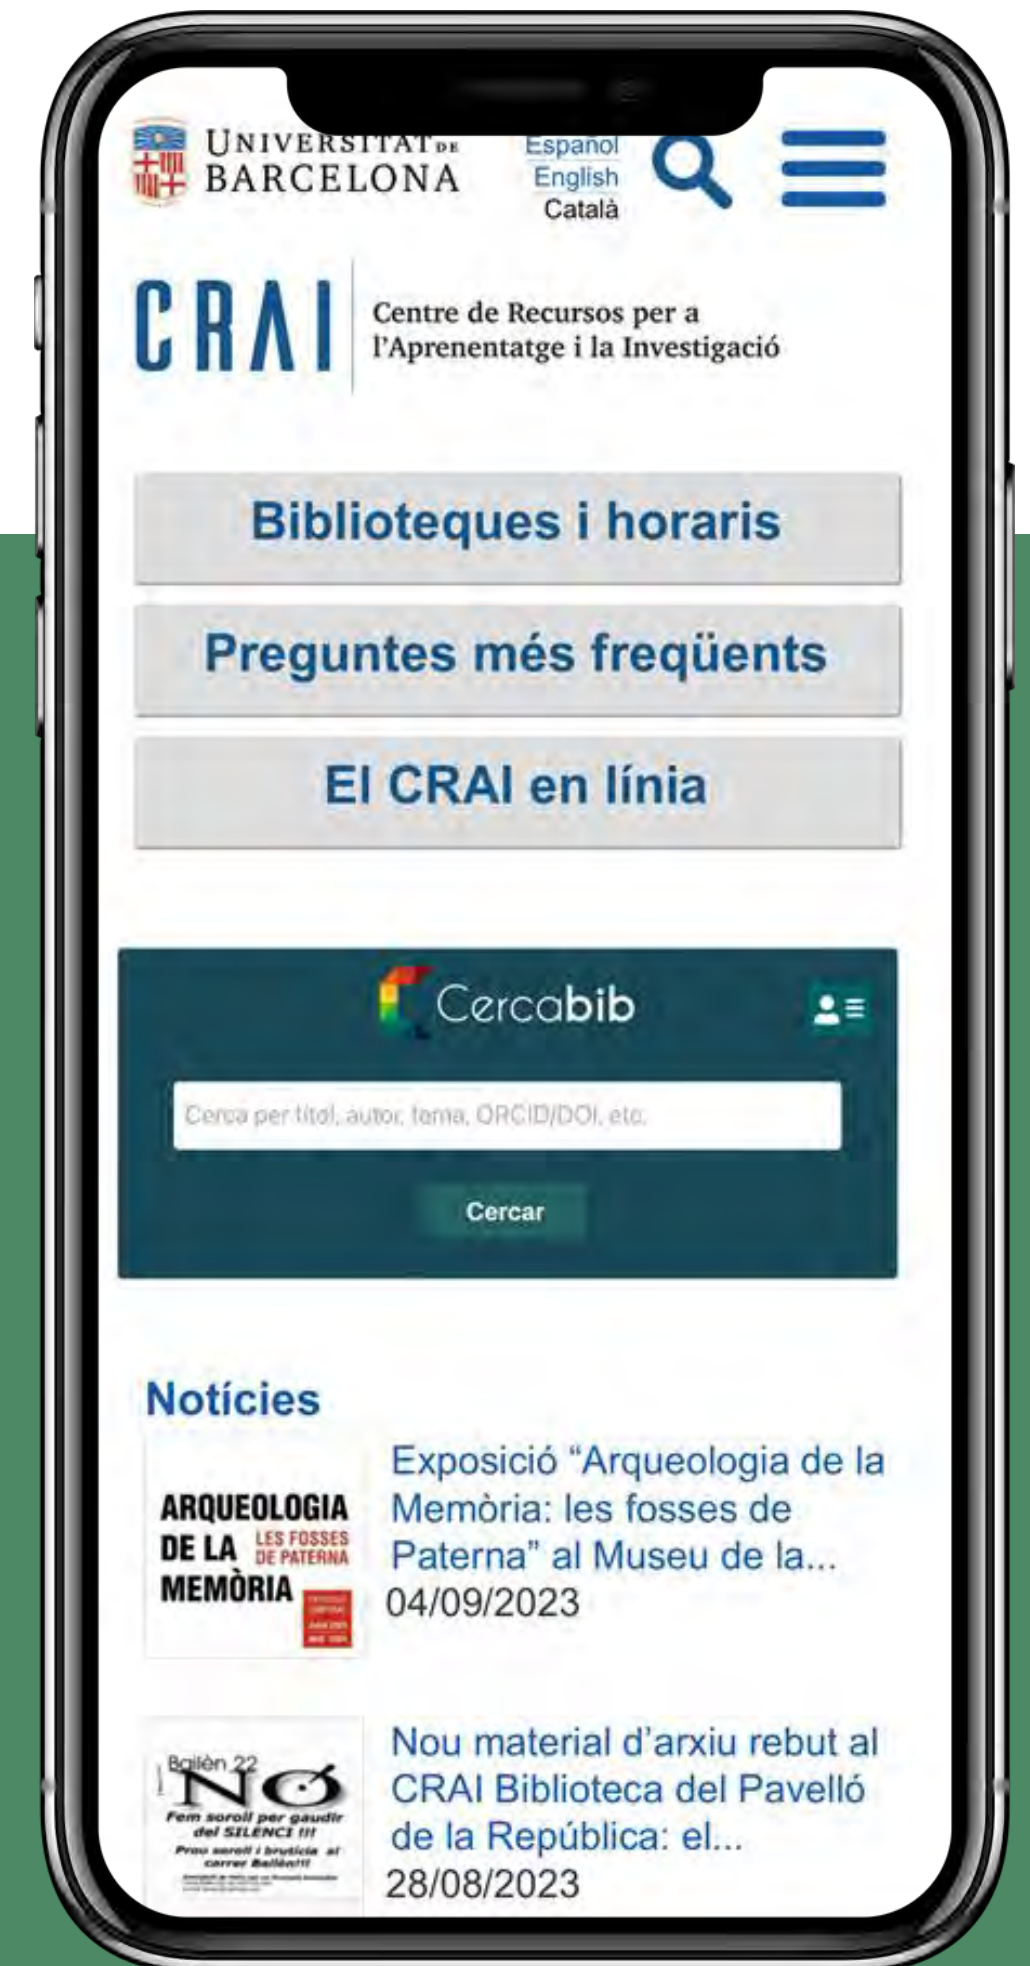 UNIVERSITAT DE
BARCELONA
Español
English
Català
CRAI
Centre de Recursos per a
l'Aprenentatge i la Investigació
Biblioteques i horaris
Preguntes més freqüents
El CRAI en línia
Cercabib
Cerca per títol, autor, tema, ORCID/DOI, etc.
Cercar
Notícies
ARQUEOLOGIA
DE LA LES FOSSES
DE PATERNA
MEMÒRIA
Exposició “Arqueologia de la
Memòria: les fosses de
Paterna” al Museu de la...
04/09/2023
Bailèn 22
NO
Fem soroll per gaudir
del SILENCI !!!
Prou soroll i brutícia al
carrer Bailèn!!!
Nou material d’arxiu rebut al
CRAI Biblioteca del Pavelló
de la República: el...
28/08/2023